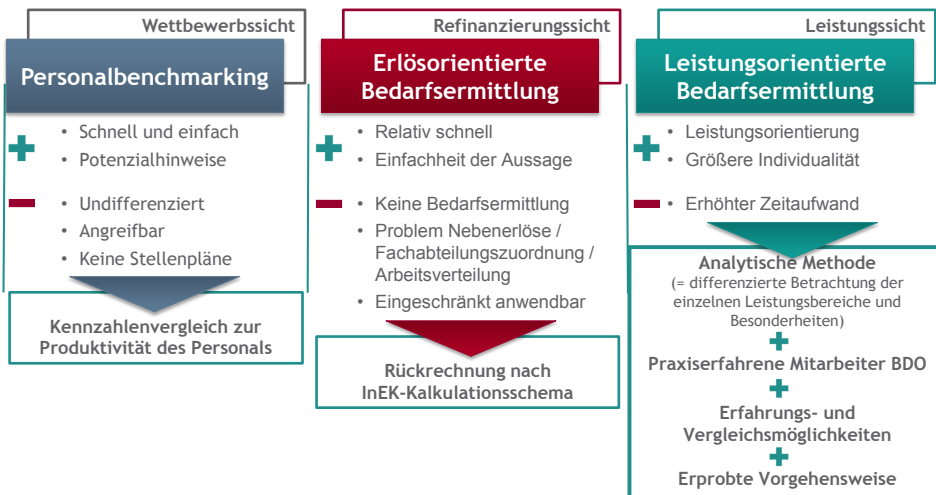 Wettbewerbssicht
Personalbenchmarking
+
• Schnell und einfach
• Potenzialhinweise
–
• Undifferenziert
• Angreifbar
• Keine Stellenpläne
Kennzahlenvergleich zur
Produktivität des Personals
Refinanzierungssicht
Erlösorientierte
Bedarfsermittlung
+
• Relativ schnell
• Einfachheit der Aussage
–
• Keine Bedarfsermittlung
• Problem Nebenerlöse /
Fachabteilungszuordnung /
Arbeitsverteilung
• Eingeschränkt anwendbar
Rückrechnung nach
InEK-Kalkulationsschema
Leistungssicht
Leistungsorientierte
Bedarfsermittlung
+
• Leistungsorientierung
• Größere Individualität
–
• Erhöhter Zeitaufwand
Analytische Methode
(= differenzierte Betrachtung der
einzelnen Leistungsbereiche und
Besonderheiten)
+
Praxiserfahrene Mitarbeiter BDO
+
Erfahrungs- und
Vergleichsmöglichkeiten
+
Erprobte Vorgehensweise